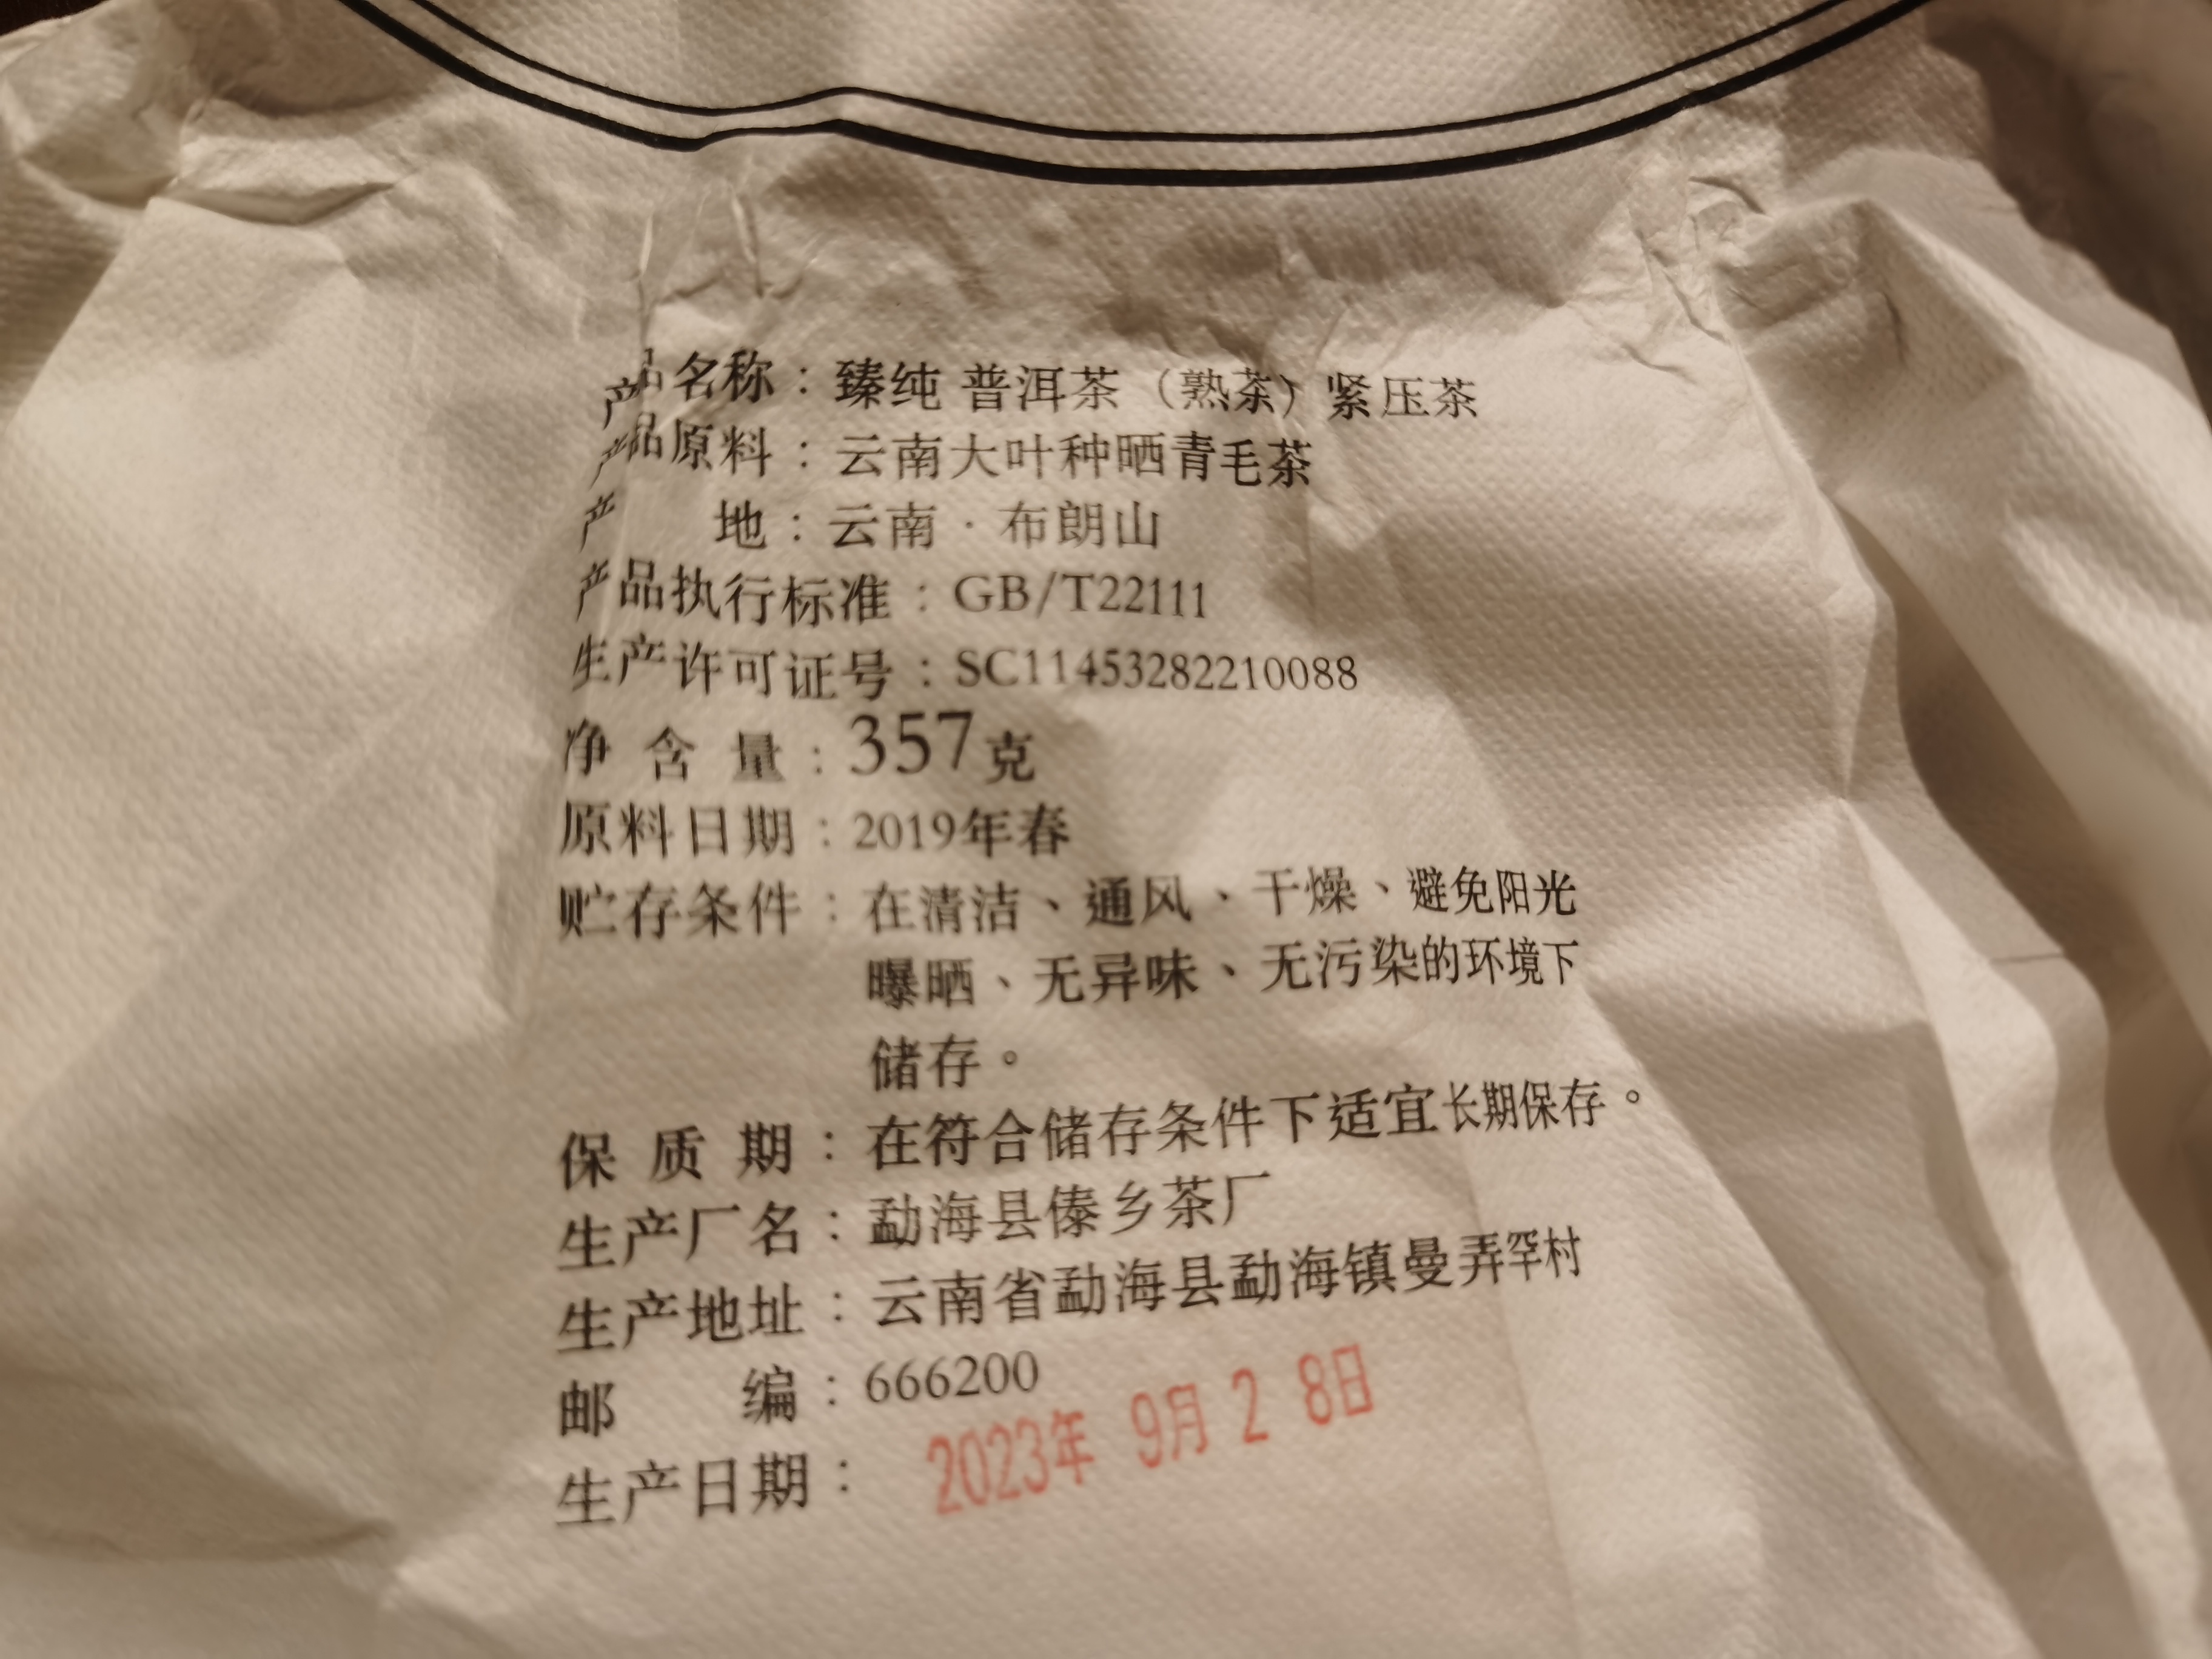 产品名称：臻纯 普洱茶（熟茶）紧压茶
产品原料：云南大叶种晒青毛茶
产 地：云南·布朗山
产品执行标准：GB/T22111
生产许可证号：SC11453282210088
净 含 量：357克
原料日期：2019年春
贮存条件：在清洁、通风、干燥、避免阳光
曝晒、无异味、无污染的环境下
储存。
保 质 期：在符合储存条件下适宜长期保存。
生产厂名：勐海县傣乡茶厂
生产地址：云南省勐海县勐海镇曼弄罕村
邮 编：666200
生产日期：2023年 9月 2 8日